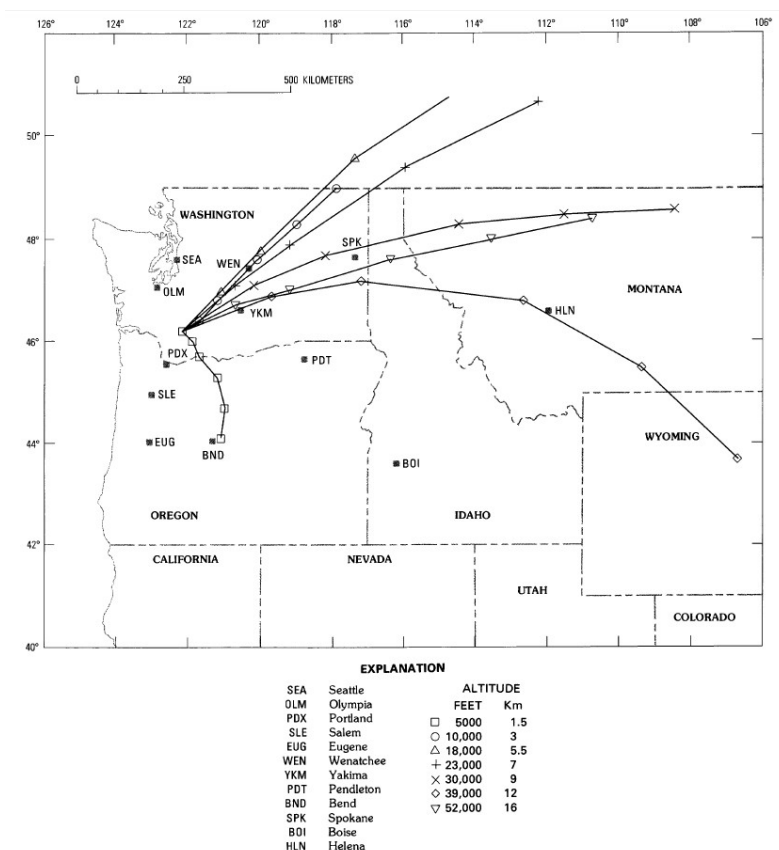 126° 124° 122° 120° 118° 116° 114° 112° 110° 108° 106°
0 250 500 KILOMETERS
50°
WASHINGTON
48°
SPK
SEA
WEN
OLM
MONTANA
YKM
HLN
46°
PDX
PDT
SLE
WYOMING
44°
EUG
BND
BOI
OREGON
IDAHO
42°
CALIFORNIA
NEVADA
UTAH
COLORADO
40°
EXPLANATION
SEA Seattle
OLM Olympia
PDX Portland
SLE Salem
EUG Eugene
WEN Wenatchee
YKM Yakima
PDT Pendleton
BND Bend
SPK Spokane
BOI Boise
HLN Helena
ALTITUDE
FEET Km
5000 1.5
10,000 3
18,000 5.5
23,000 7
30,000 9
39,000 12
52,000 16